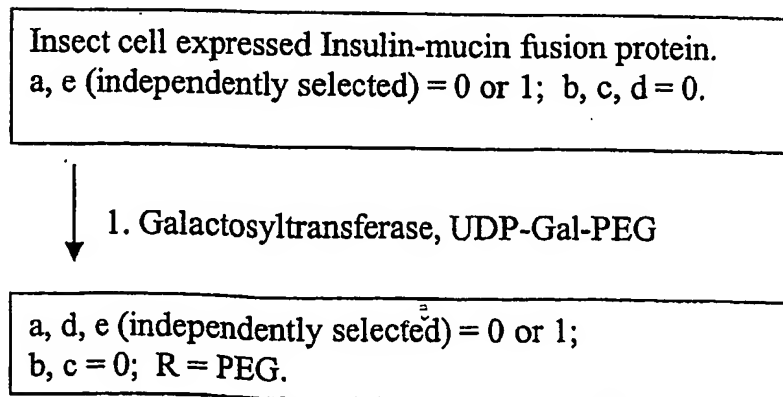 Insect cell expressed Insulin-mucin fusion protein.
a, e (independently selected) = 0 or 1; b, c, d = 0.
1. Galactosyltransferase, UDP-Gal-PEG
a, d, e (independently selected) = 0 or 1;
b, c = 0; R = PEG.